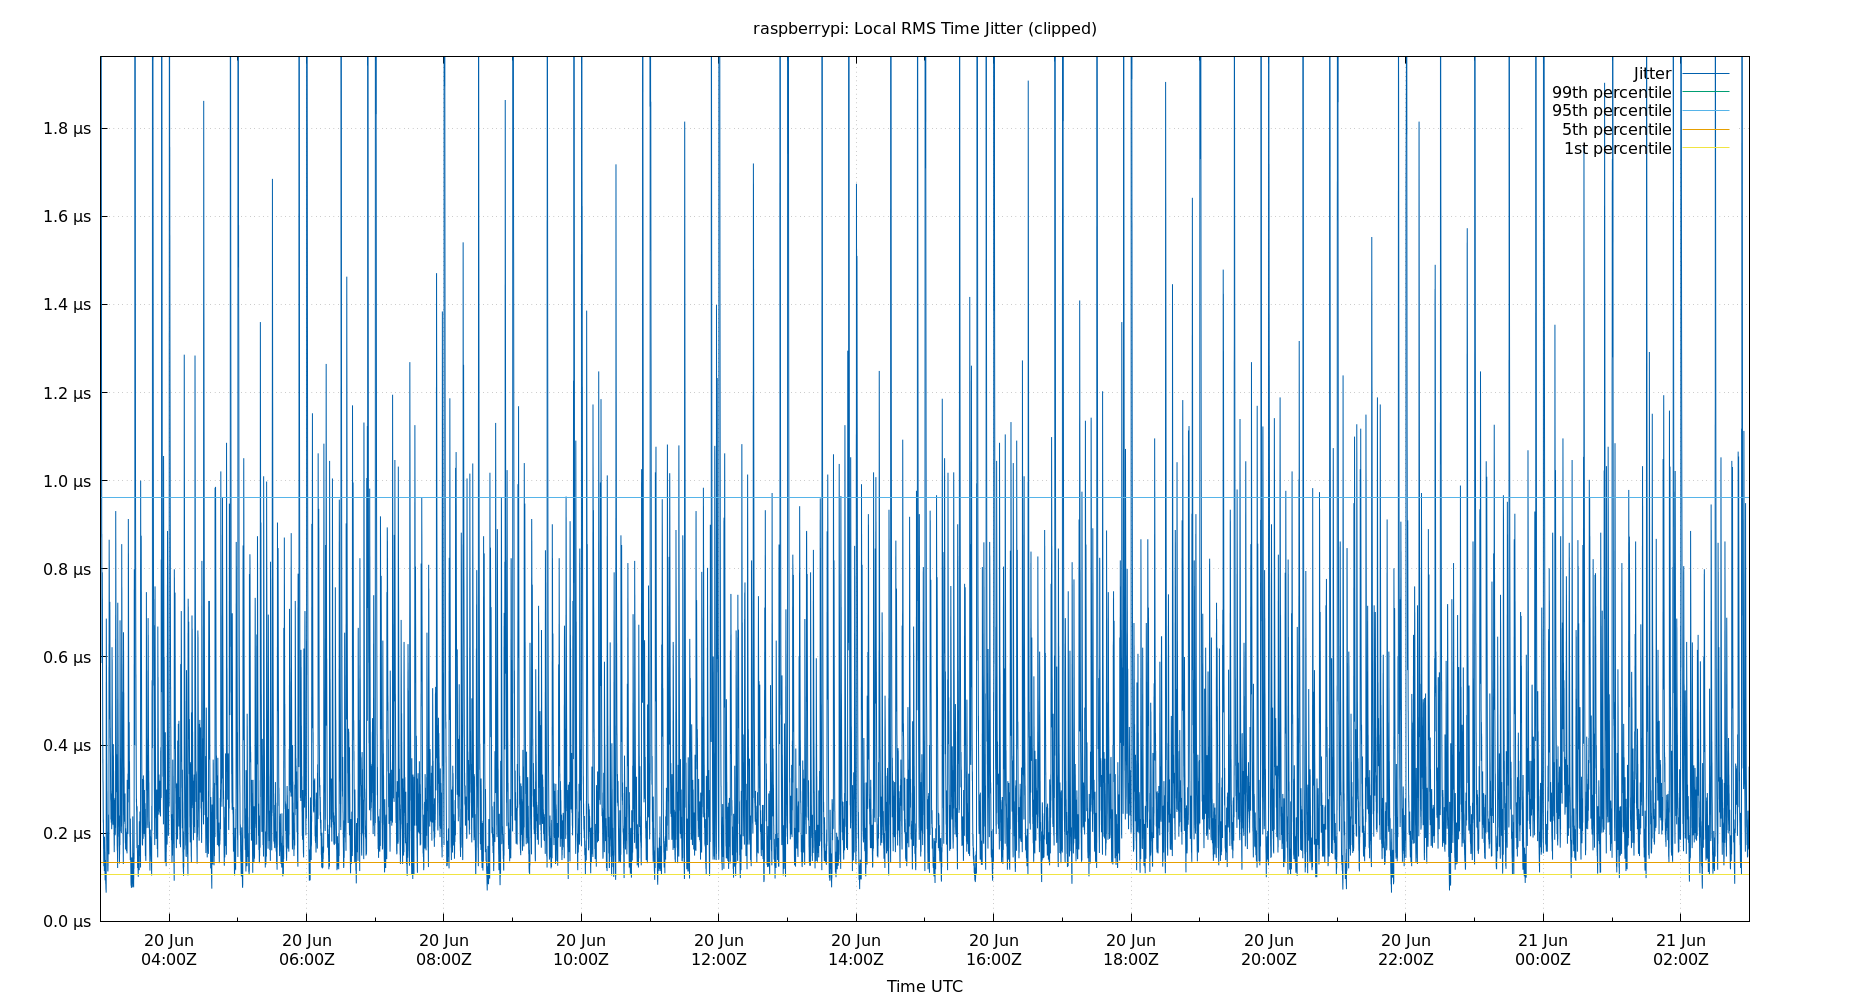 raspberrypi: Local RMS Time Jitter (clipped)
Jitter
99th percentile
95th percentile
5th percentile
1st percentile
1.8 µs
1.6 µs
1.4 µs
1.2 µs
1.0 µs
0.8 µs
0.6 µs
0.4 µs
0.2 µs
0.0 µs
20 Jun 20 Jun 20 Jun 20 Jun 20 Jun 20 Jun 20 Jun 20 Jun 20 Jun 20 Jun 21 Jun 21 Jun
04:00Z 06:00Z 08:00Z 10:00Z 12:00Z 14:00Z 16:00Z 18:00Z 20:00Z 22:00Z 00:00Z 02:00Z
Time UTC